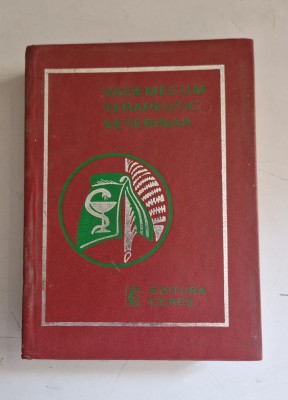 VADEMECUM
TERAPEUTIC
VETERINAR
EDITURA
CERES